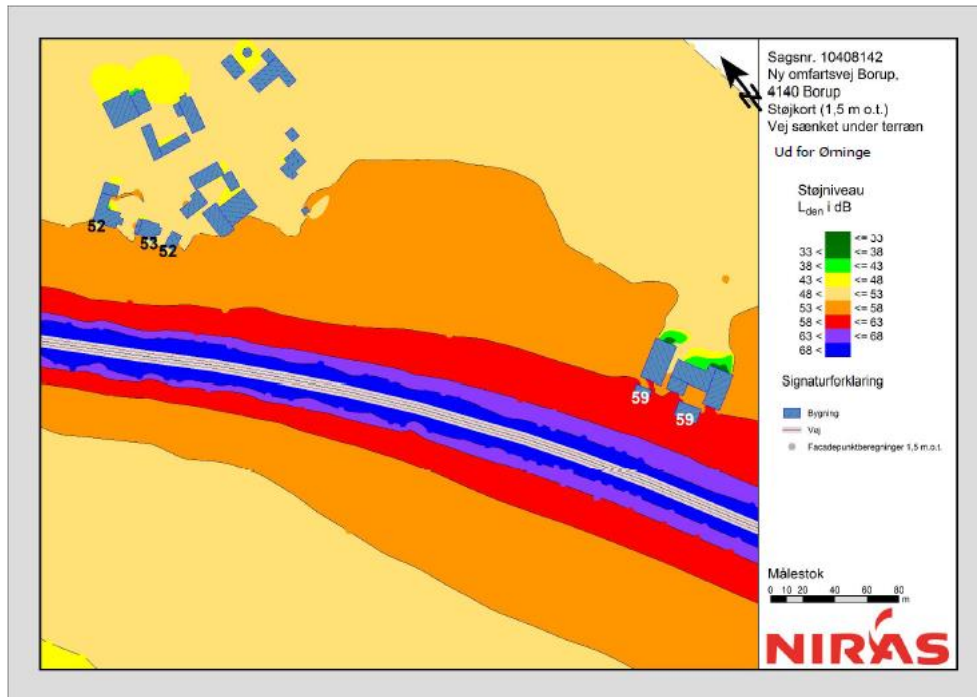 Sagsnr. 10408142
Ny omfartsvej Borup,
4140 Borup
Støjkort (1,5 m o.t.)
Vej sænket under terræn
Ud for Ørninge
Støjniveau
Lden i dB
<= 33
33 < <= 38
38 < <= 43
43 < <= 48
48 < <= 53
53 < <= 58
58 < <= 63
63 < <= 68
68 <
Signaturforklaring
Bygning
Vej
Facadepunktberegninger 1,5 m.o.t.
Målestok
0 10 20 40 60 80
m
NIRAS
N
52
53
52
59
59